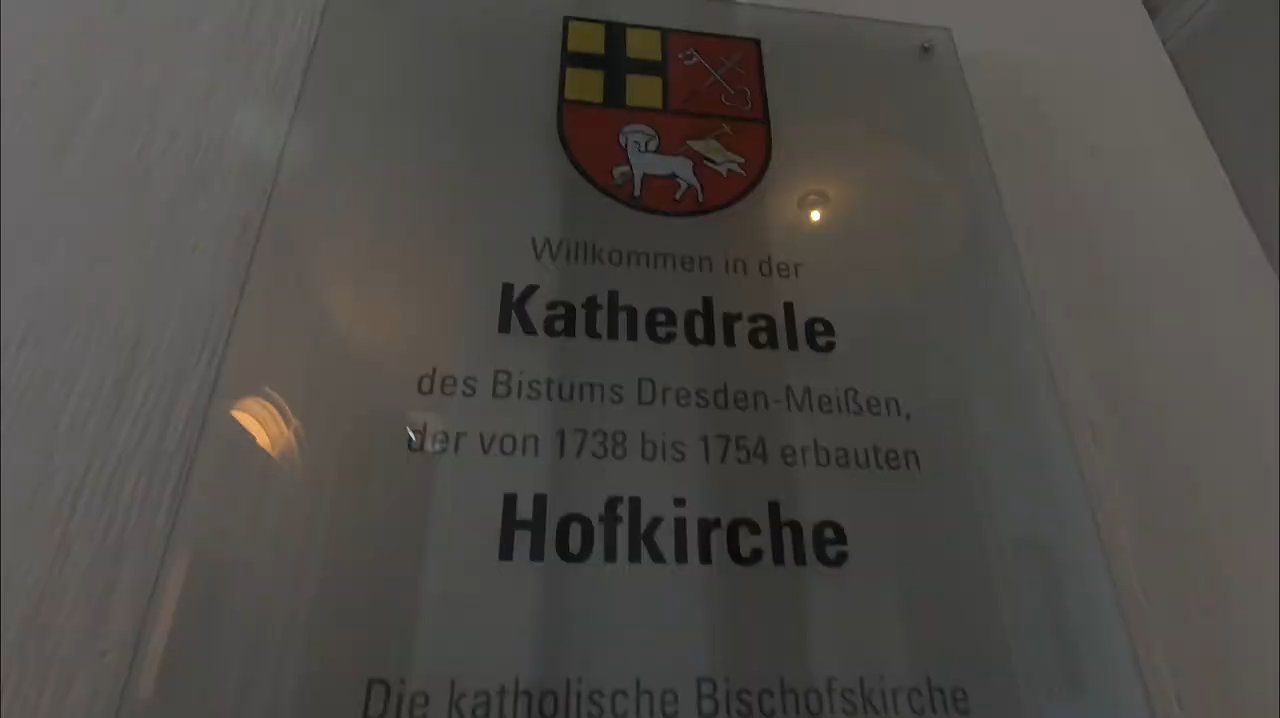 Willkommen in der
Kathedrale
des Bistums Dresden-Meißen,
der von 1738 bis 1754 erbauten
Hofkirche
Die katholische Bischofskirche